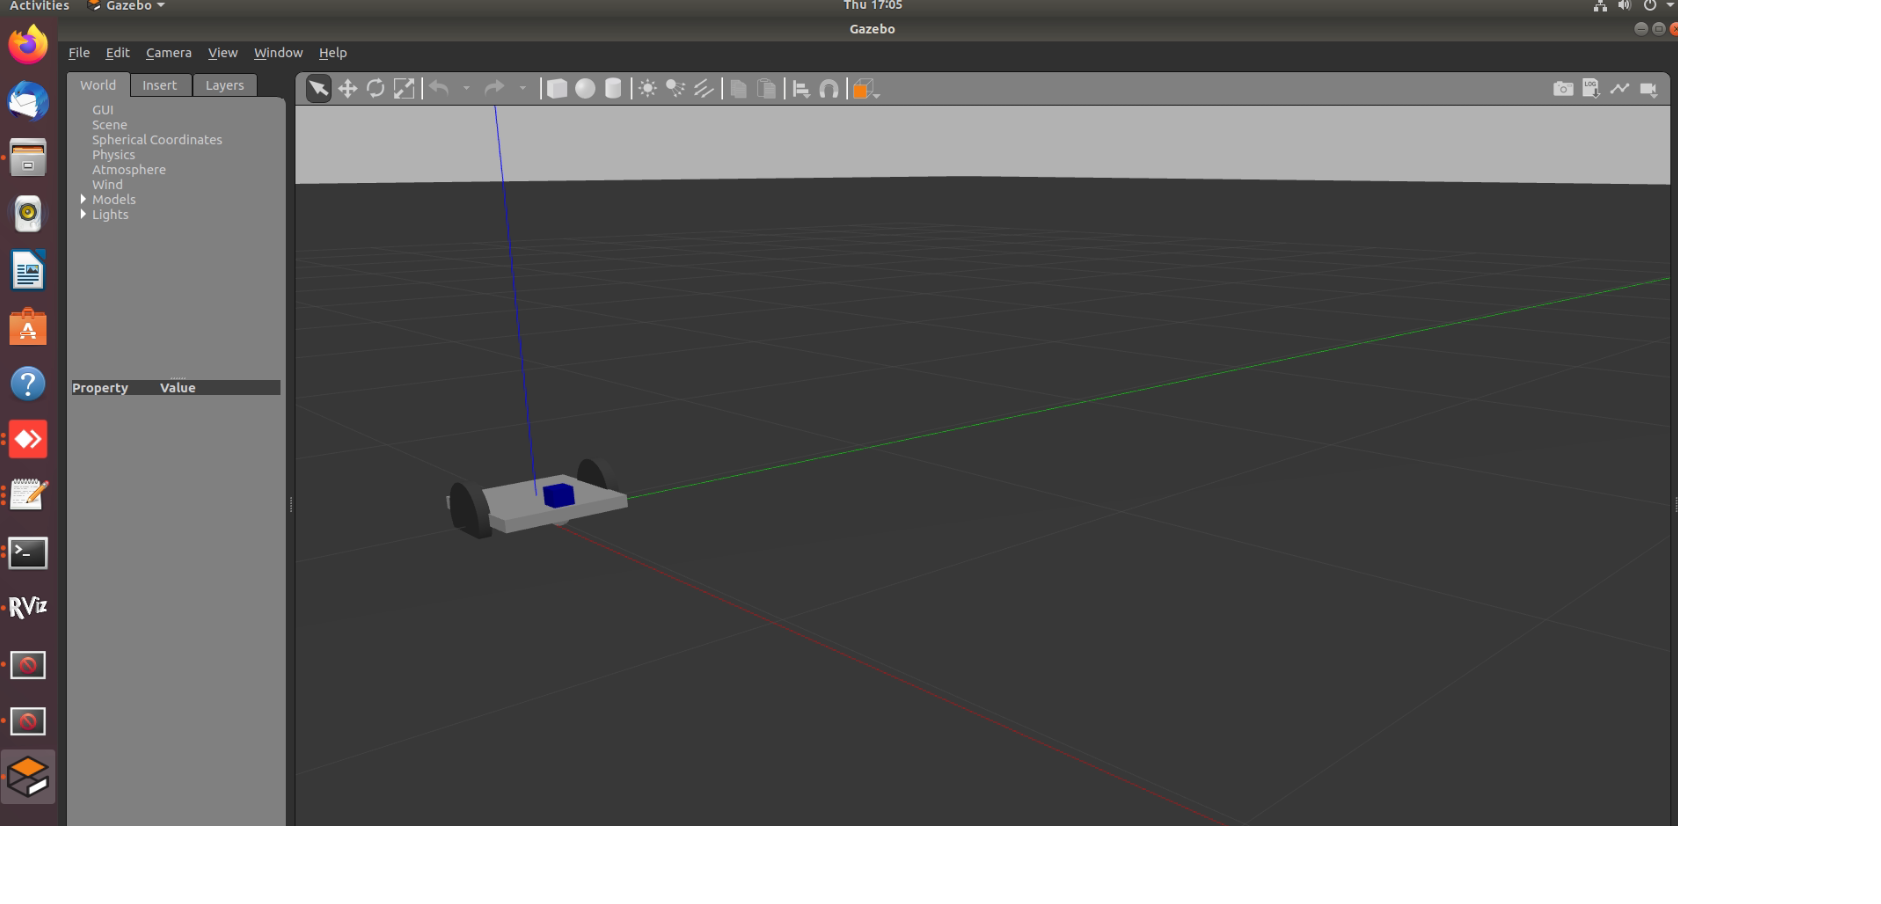 Activities Gazebo Thu 17:05
Gazebo
File Edit Camera View Window Help
World Insert Layers
GUI
Scene
Spherical Coordinates
Physics
Atmosphere
Wind
Models
Lights
Property Value
LOG
A
?
>_
RViz